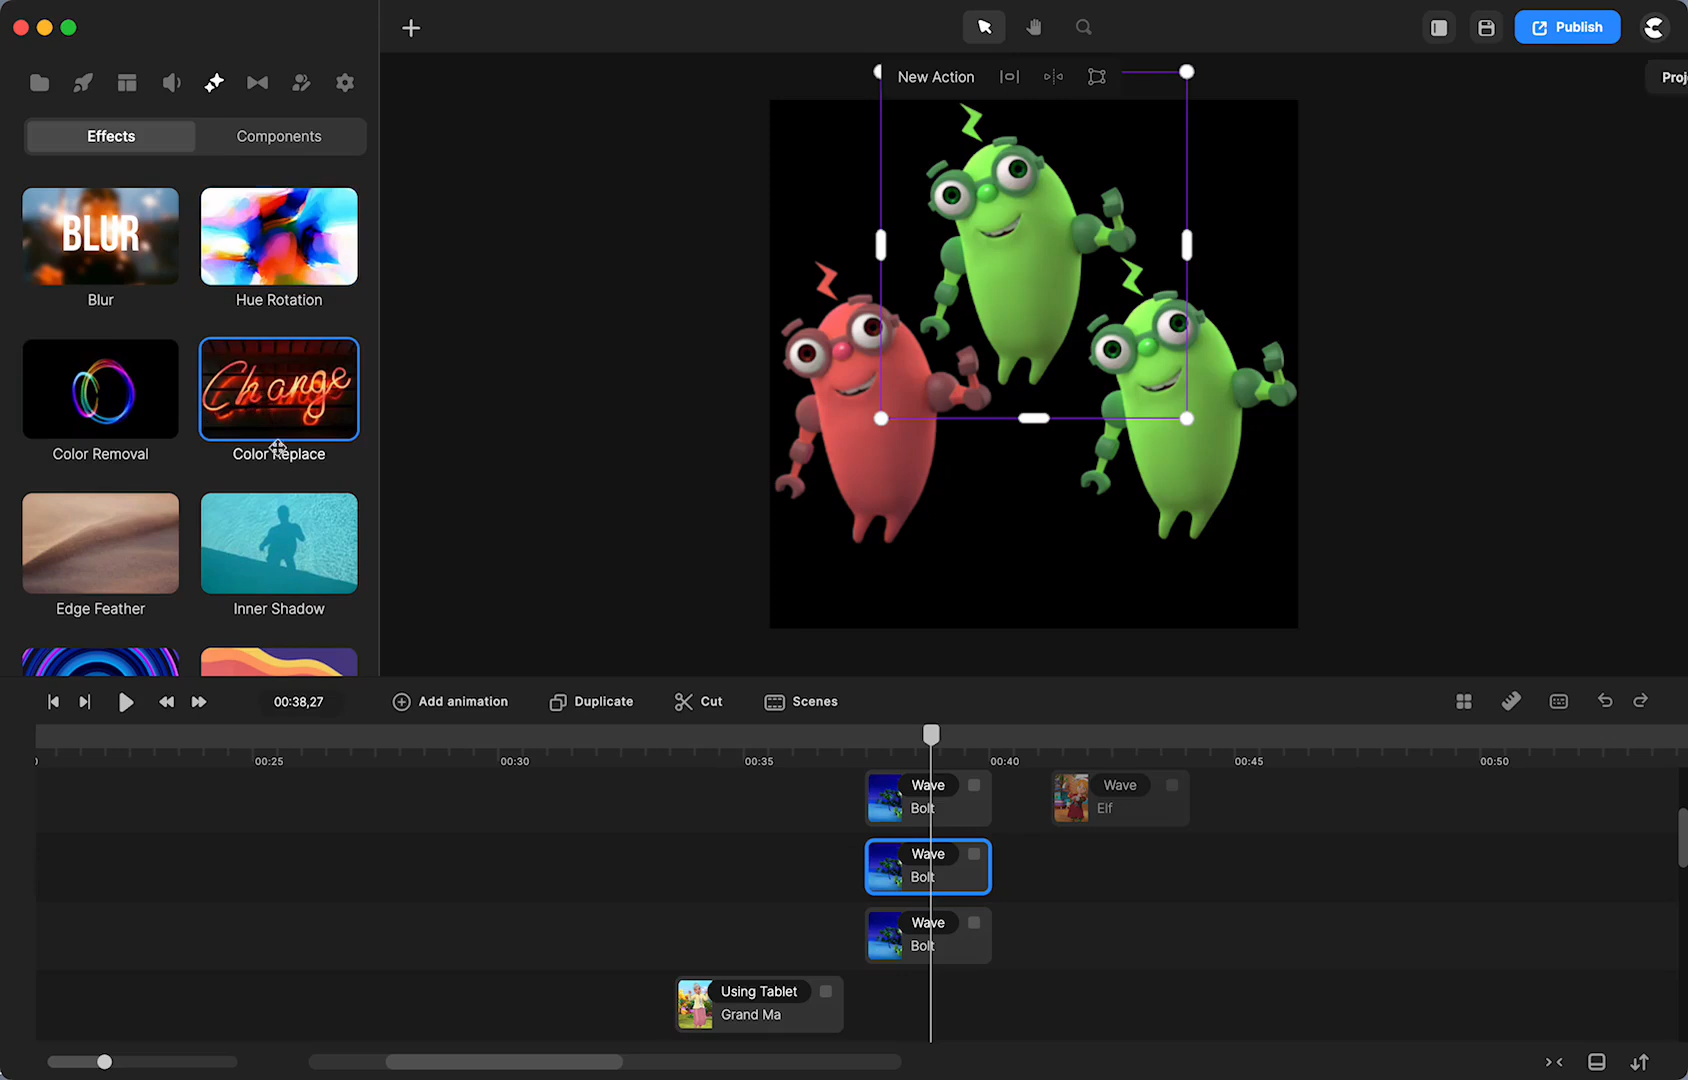 Publish
New Action
Proj
Effects
Components
BLUR
Blur
Hue Rotation
Change
Color Removal
Color Replace
Edge Feather
Inner Shadow
00:38,27
Add animation
Duplicate
Cut
Scenes
00:25
00:30
00:35
00:40
00:45
00:50
Wave
Bolt
Wave
Elf
Wave
Bolt
Wave
Bolt
Using Tablet
Grand Ma